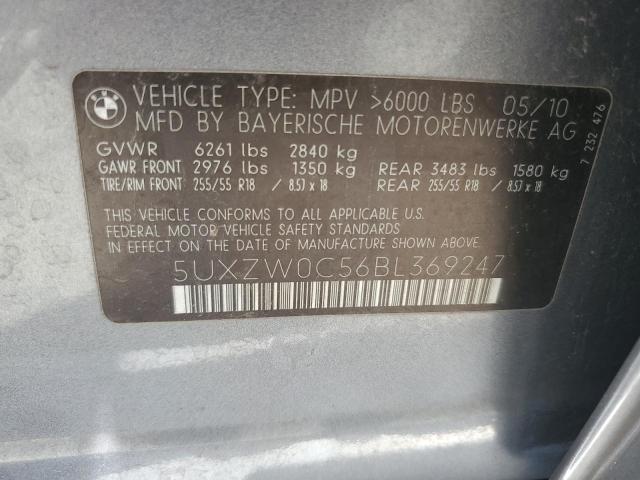 BMW
VEHICLE TYPE: MPV >6000 LBS 05/10
MFD BY BAYERISCHE MOTORENWERKE AG
GVWR 6261 lbs 2840 kg
GAWR FRONT 2976 lbs 1350 kg REAR 3483 lbs 1580 kg
TIRE/RIM FRONT 255/55 R18 / 8.5J x 18 REAR 255/55 R18 / 8.5J x 18
THIS VEHICLE CONFORMS TO ALL APPLICABLE U.S.
FEDERAL MOTOR VEHICLE SAFETY STANDARDS
IN EFFECT ON THE DATE OF MANUFACTURE SHOWN ABOVE.
5UXZW0C56BL369247
7 232 476